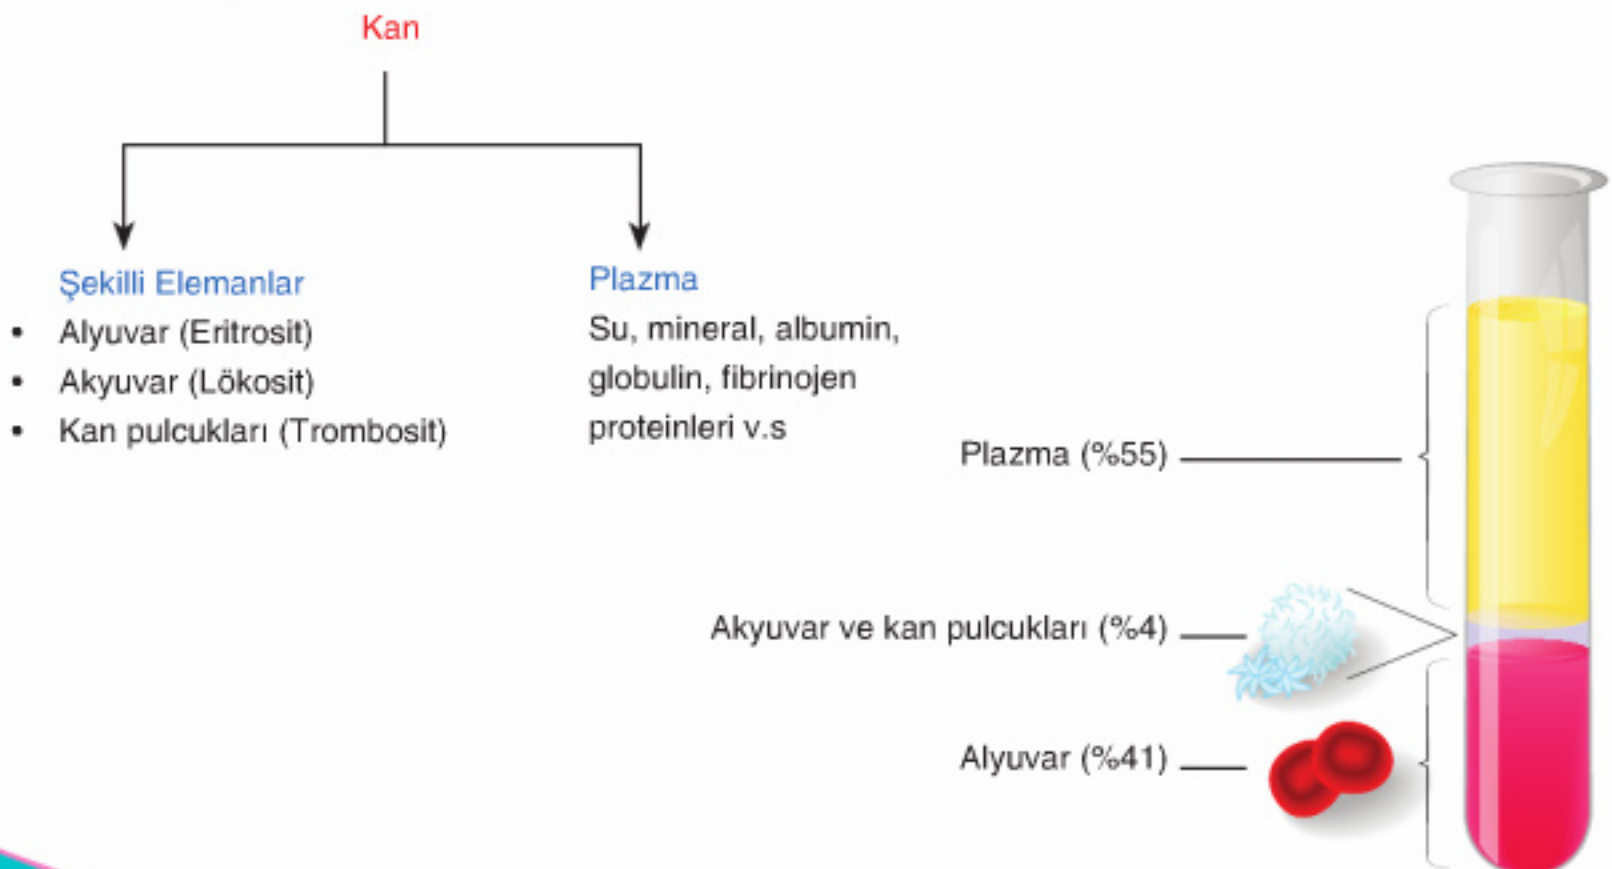 Kan
Şekilli Elemanlar
• Alyuvar (Eritrosit)
• Akyuvar (Lökosit)
• Kan pulcukları (Trombosit)
Plazma
Su, mineral, albumin,
globulin, fibrinojen
proteinleri v.s
Plazma (%55)
Akyuvar ve kan pulcukları (%4)
Alyuvar (%41)